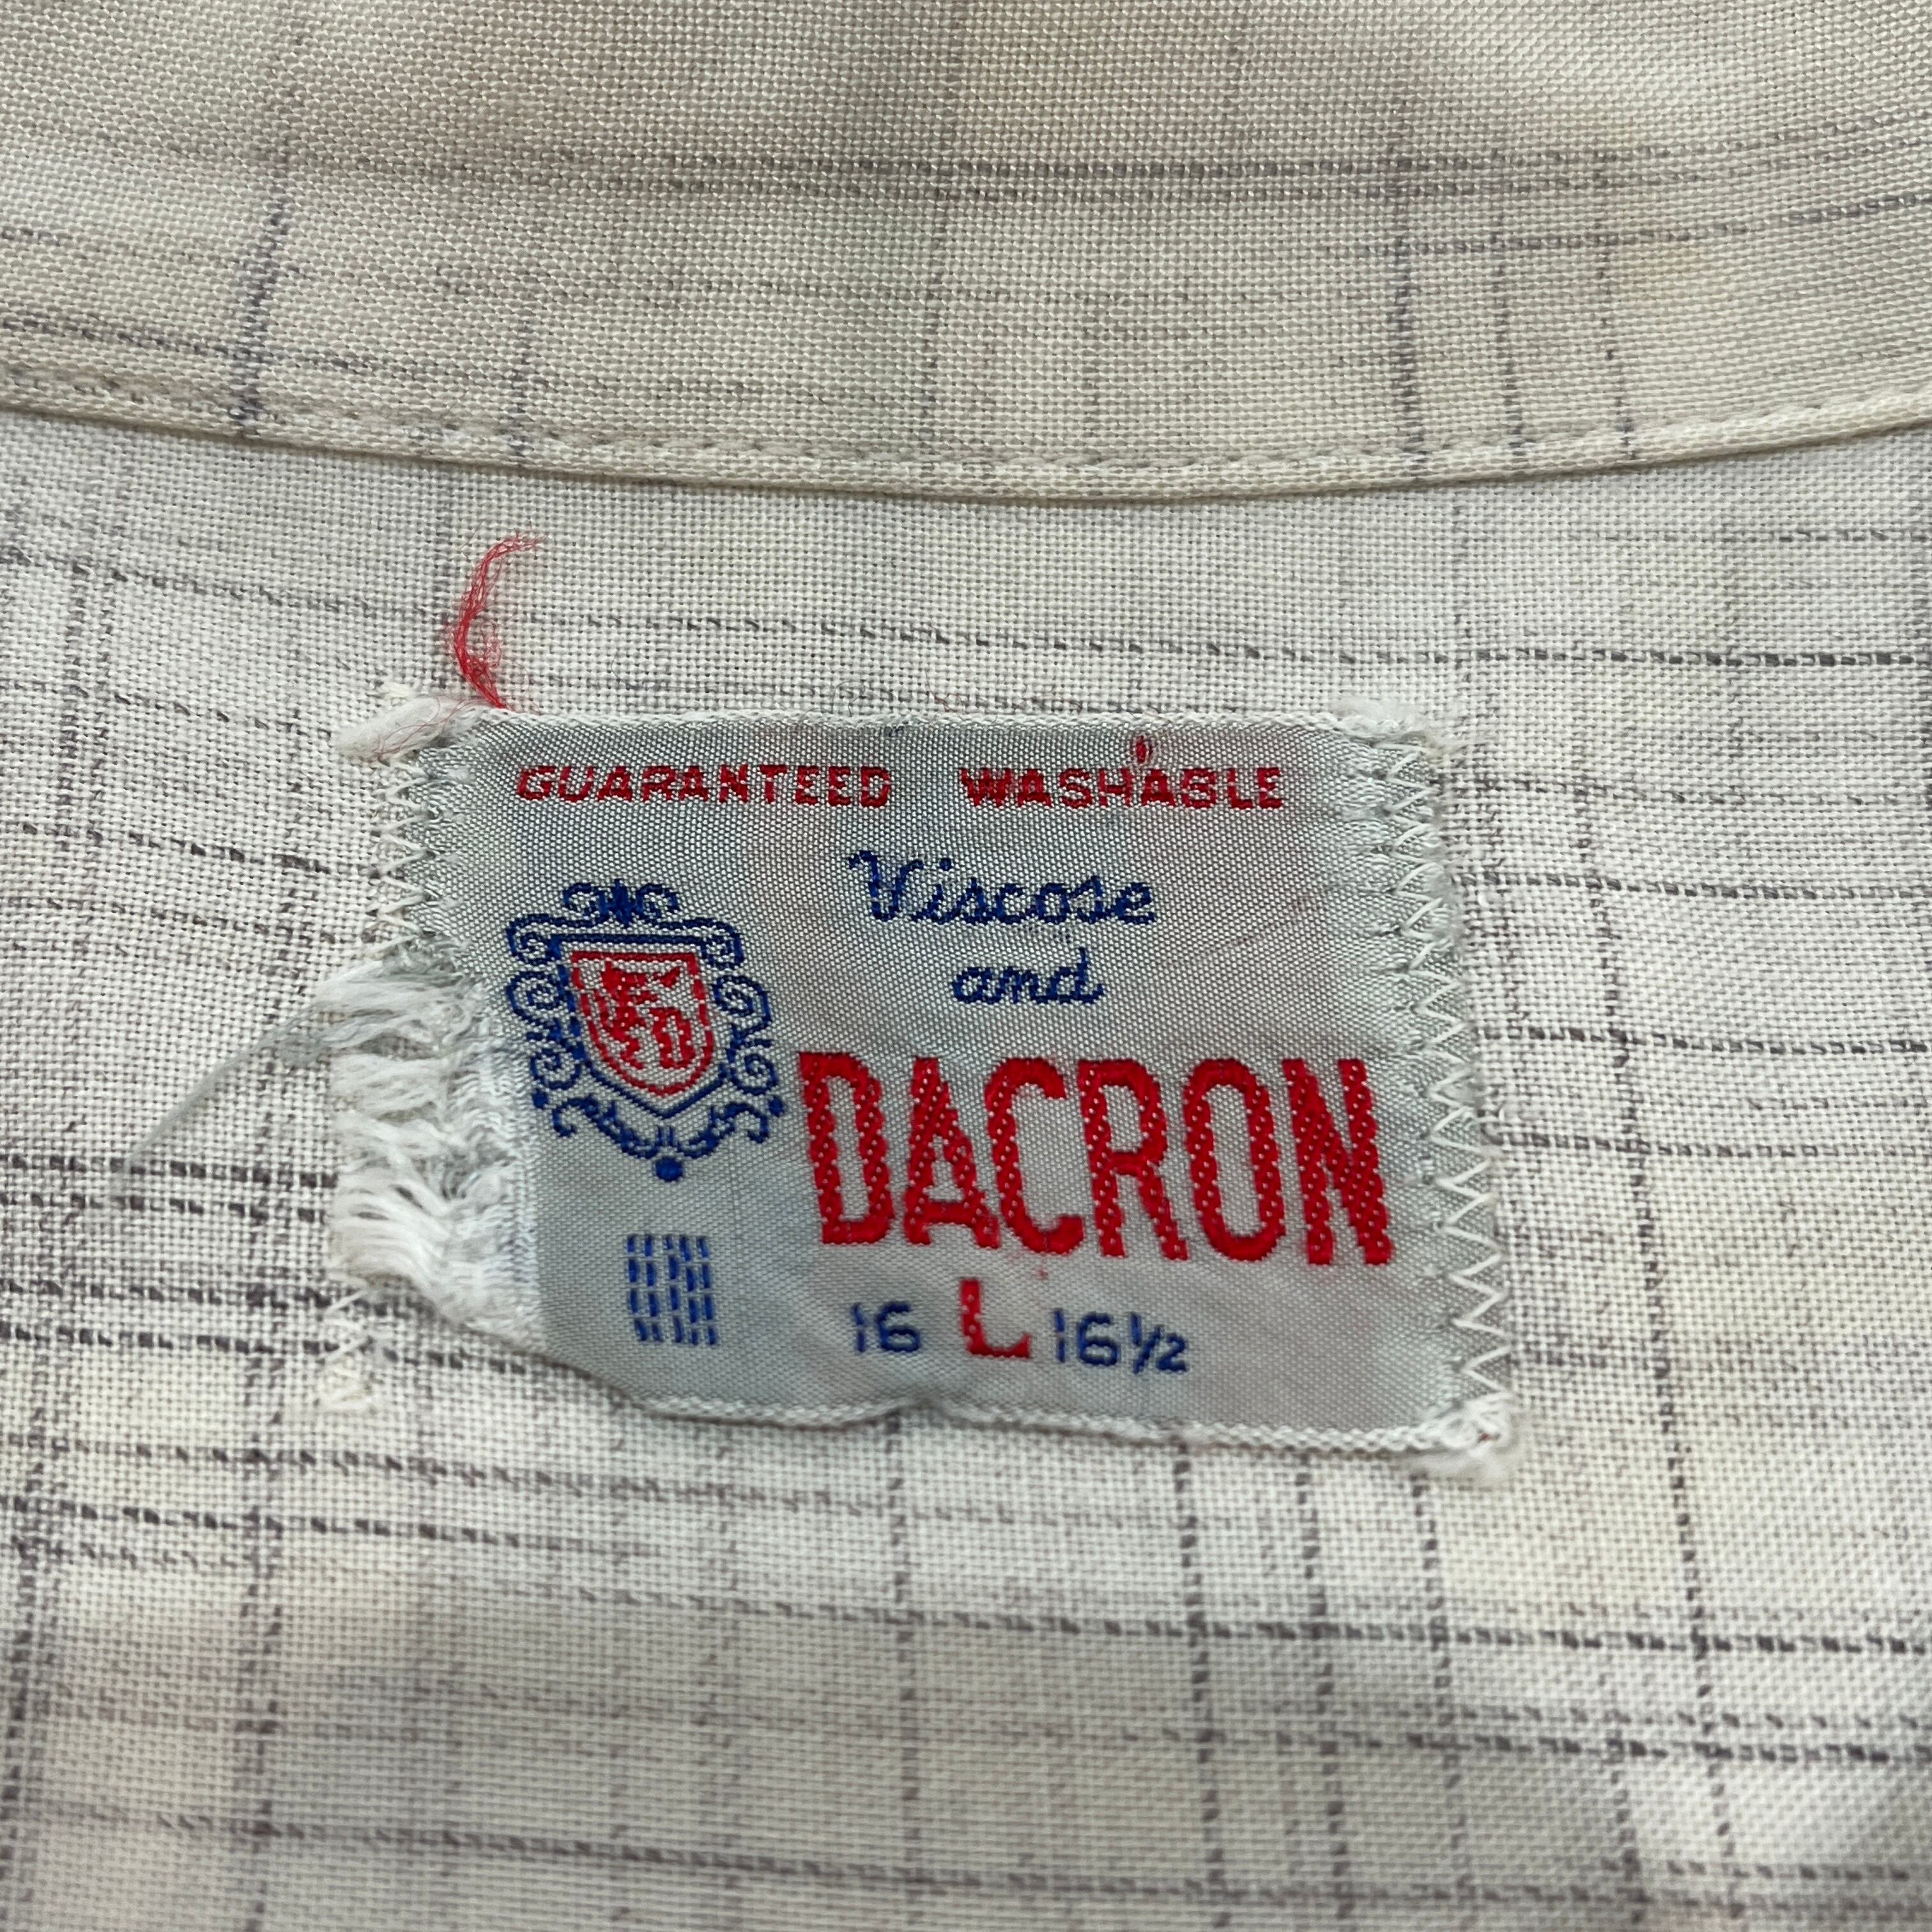 GUARANTEED WASHABLE
Viscose
and
DACRON
16 L 16½